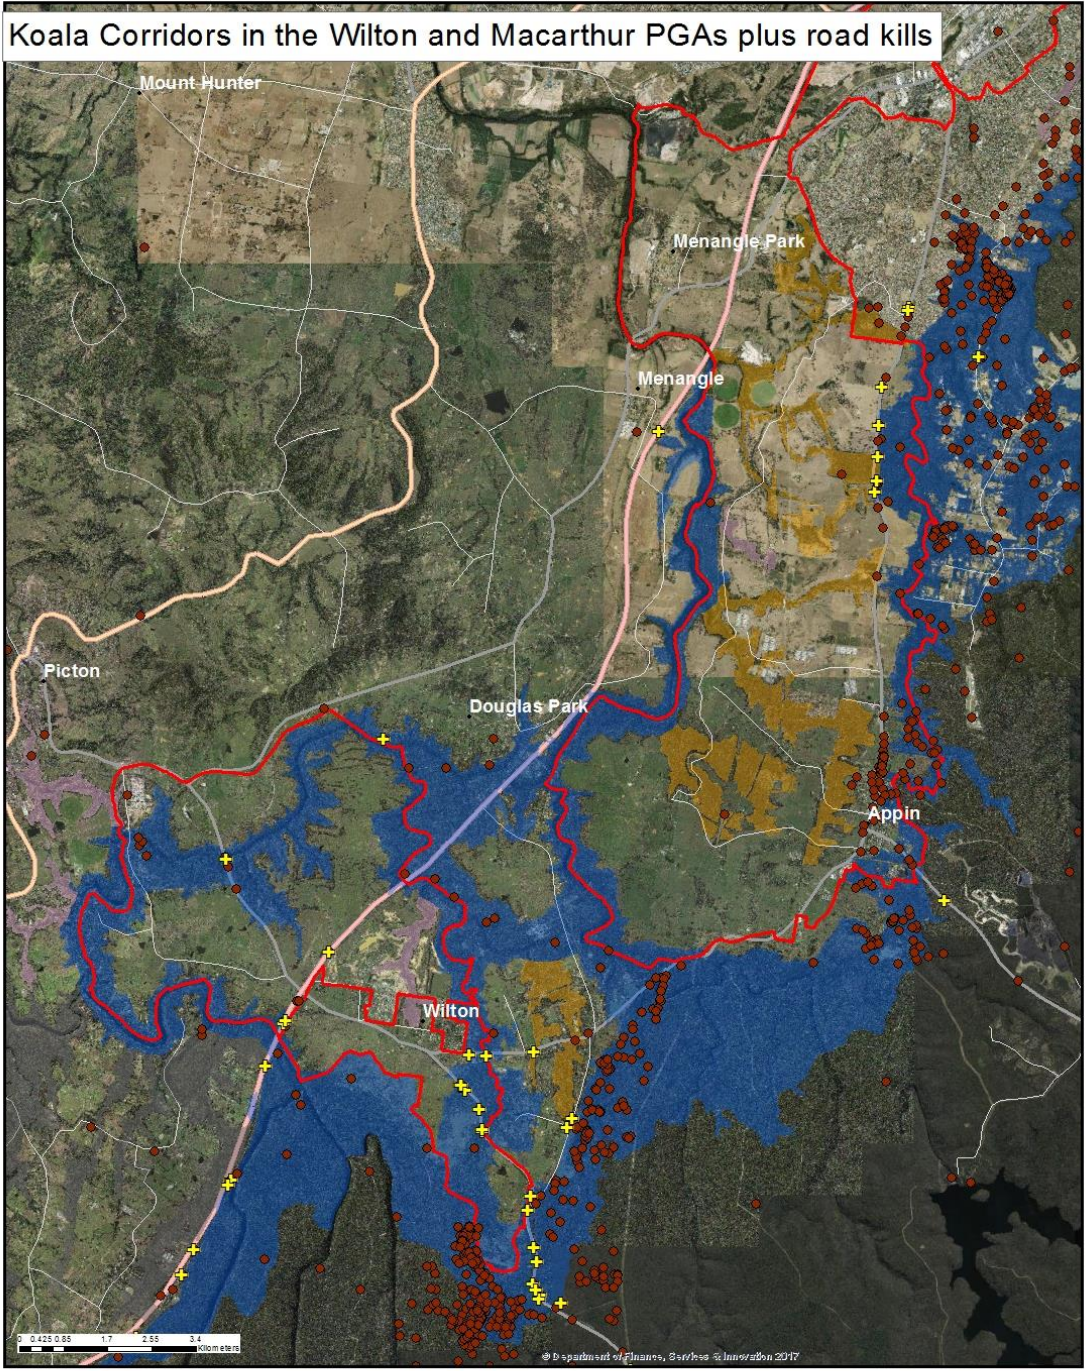 Koala Corridors in the Wilton and Macarthur PGAs plus road kills
Mount Hunter
Menangle Park
Menangle
Picton
Douglas Park
Appin
Wilton
0 0.425 0.85 1.7 2.55 3.4
Kilometers
© Department of Finance, Services & Innovation 2017